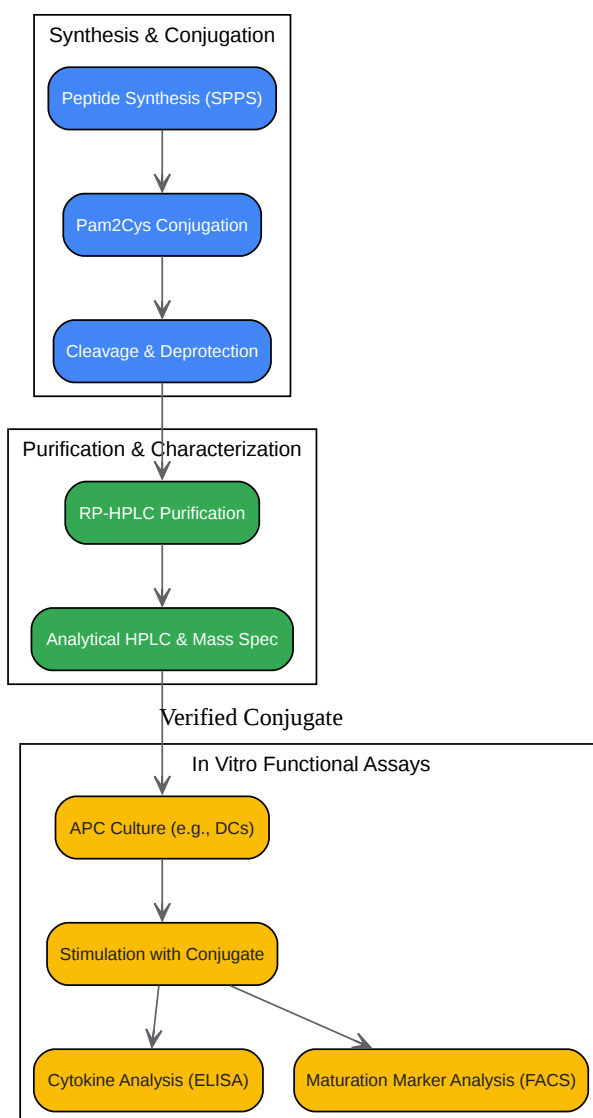 Synthesis & Conjugation
Peptide Synthesis (SPPS)
Pam2Cys Conjugation
Cleavage & Deprotection
Purification & Characterization
RP-HPLC Purification
Analytical HPLC & Mass Spec
Verified Conjugate
In Vitro Functional Assays
APC Culture (e.g., DCs)
Stimulation with Conjugate
Cytokine Analysis (ELISA)
Maturation Marker Analysis (FACS)